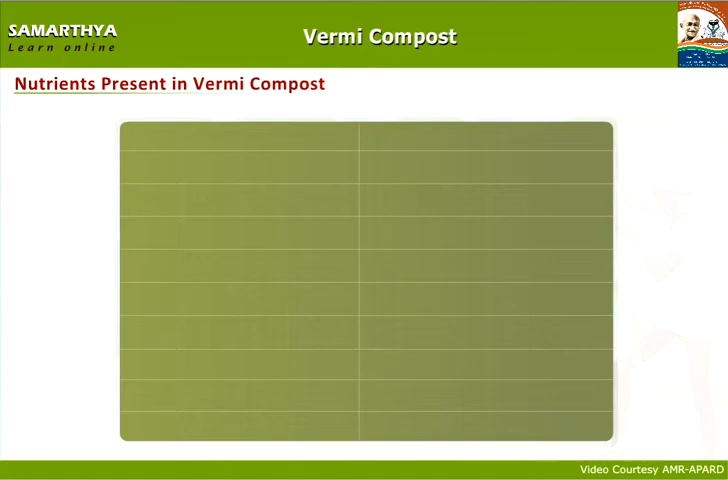 SAMARTHYA
Learn online
Vermi Compost
Nutrients Present in Vermi Compost
Video Courtesy AMR-APARD